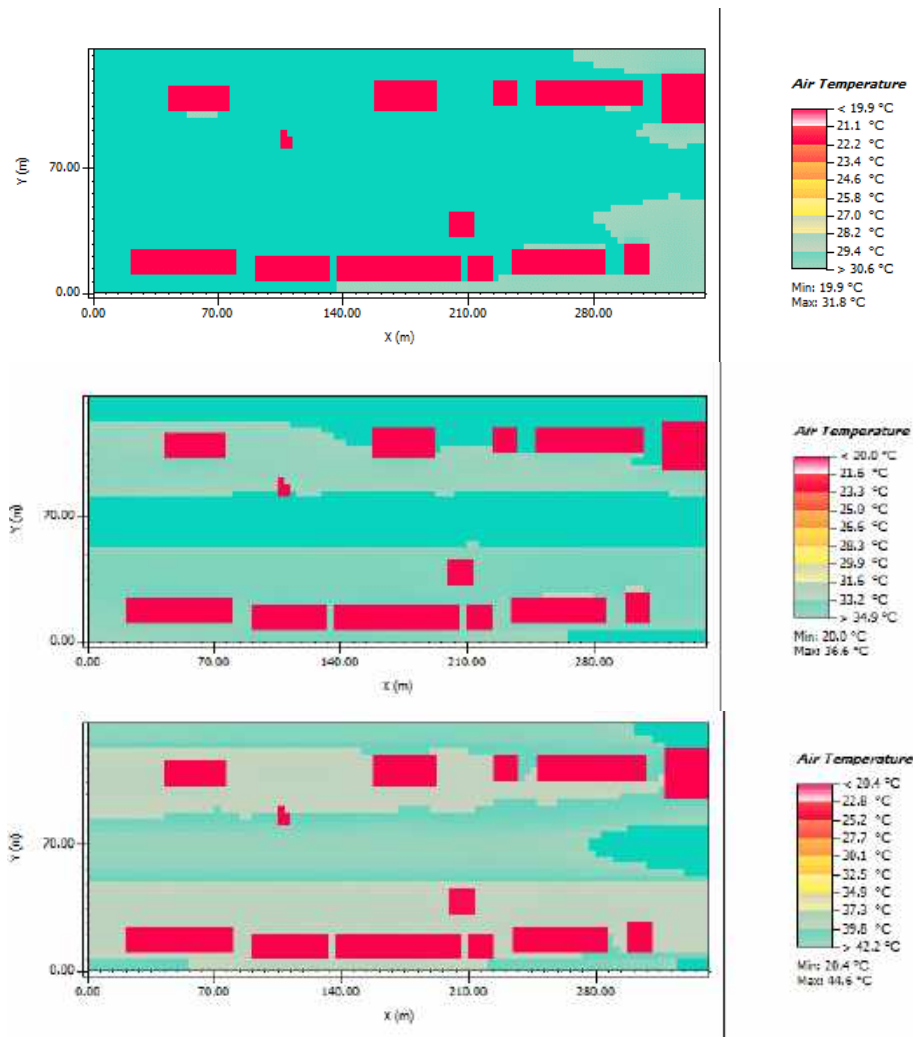 Air Temperature
< 19.9 °C
21.1 °C
22.2 °C
23.4 °C
24.6 °C
25.8 °C
27.0 °C
28.2 °C
29.4 °C
> 30.6 °C
Min: 19.9 °C
Max: 31.8 °C
Y (m)
70.00
0.00
0.00 70.00 140.00 210.00 280.00
X (m)
Air Temperature
< 20.0 °C
21.6 °C
23.3 °C
25.0 °C
26.6 °C
28.3 °C
29.9 °C
31.6 °C
33.2 °C
> 34.9 °C
Min: 20.0 °C
Max: 36.6 °C
Y (m)
70.00
0.00
0.00 70.00 140.00 210.00 280.00
X (m)
Air Temperature
< 20.4 °C
22.8 °C
25.2 °C
27.7 °C
30.1 °C
32.5 °C
34.9 °C
37.3 °C
39.8 °C
> 42.2 °C
Min: 20.4 °C
Max: 44.6 °C
Y (m)
70.00
0.00
0.00 70.00 140.00 210.00 280.00
X (m)